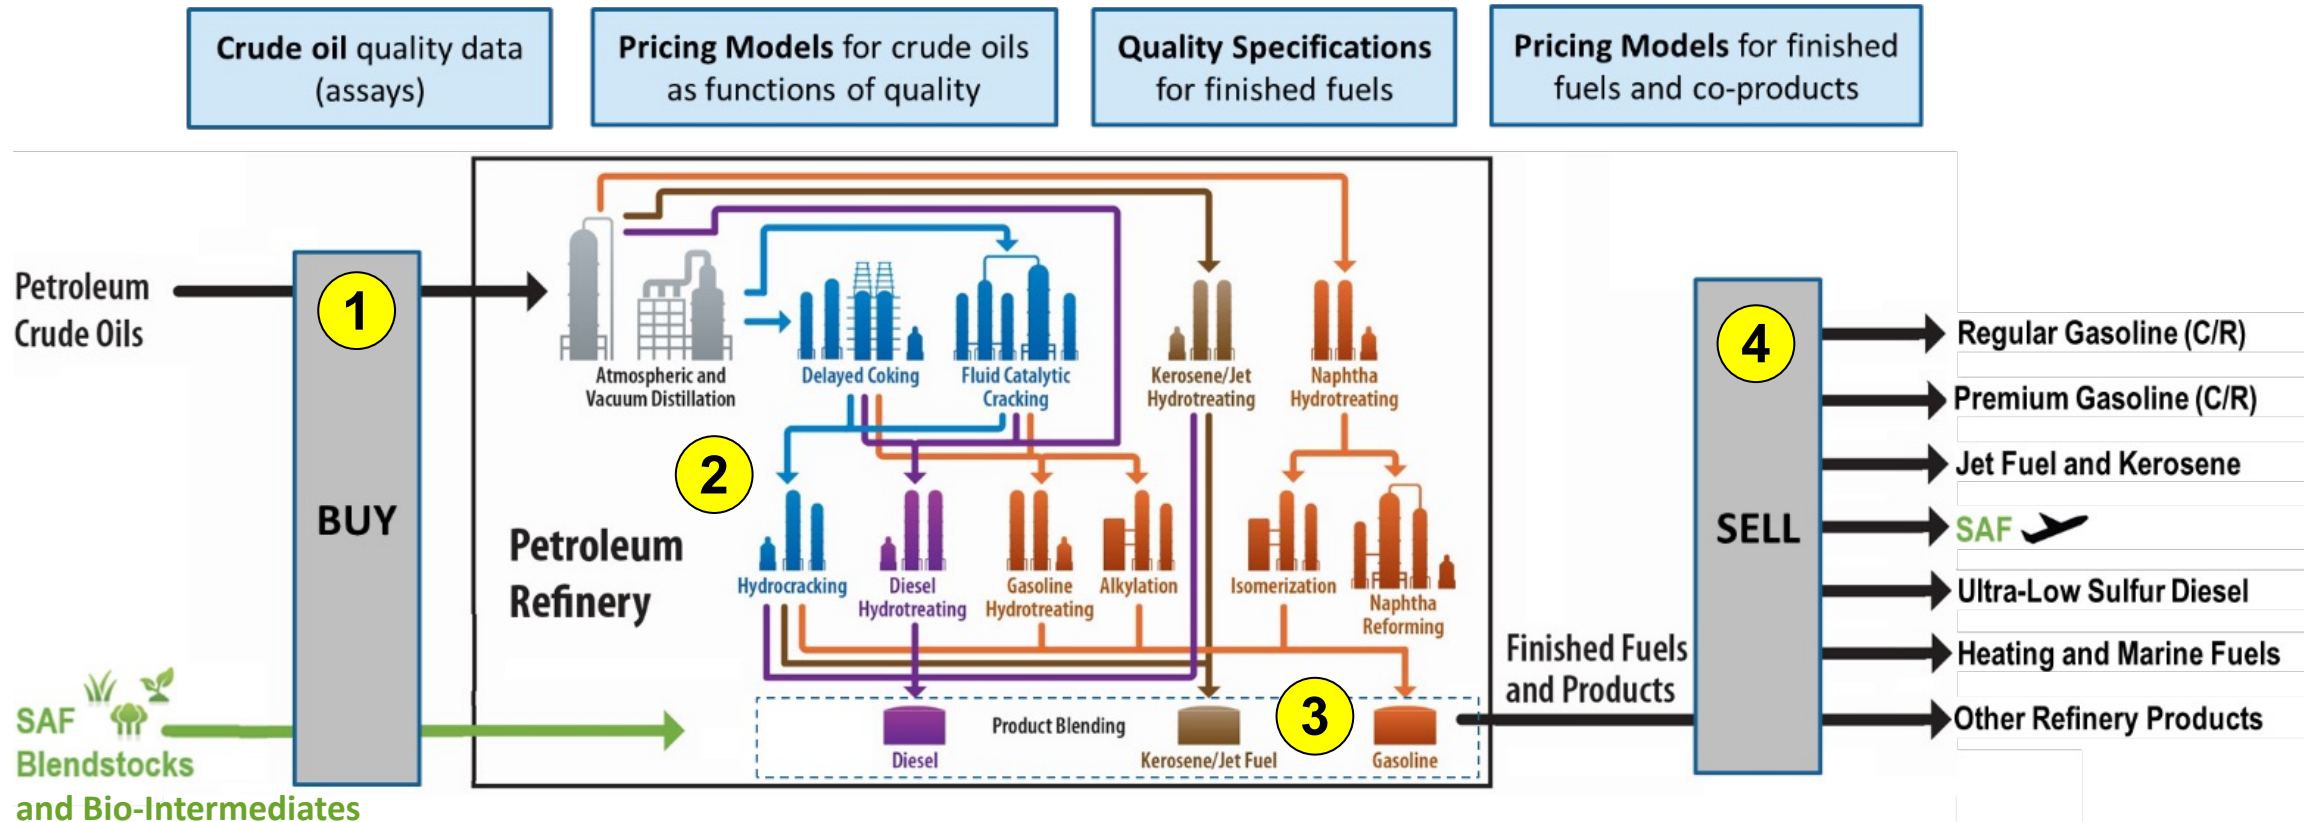 Crude oil quality data
(assays)
Pricing Models for crude oils
as functions of quality
Quality Specifications
for finished fuels
Pricing Models for finished
fuels and co-products
Petroleum
Crude Oils
1
BUY
Atmospheric and
Vacuum Distillation
Delayed Coking
Fluid Catalytic
Cracking
Kerosene/Jet
Hydrotreating
Naphtha
Hydrotreating
2
Petroleum
Refinery
Hydrocracking
Diesel
Hydrotreating
Gasoline
Hydrotreating
Alkylation
Isomerization
Naphtha
Reforming
SAF
Blendstocks
and Bio-Intermediates
Product Blending
3
Diesel
Kerosene/Jet Fuel
Gasoline
Finished Fuels
and Products
4
SELL
Regular Gasoline (C/R)
Premium Gasoline (C/R)
Jet Fuel and Kerosene
SAF
Ultra-Low Sulfur Diesel
Heating and Marine Fuels
Other Refinery Products